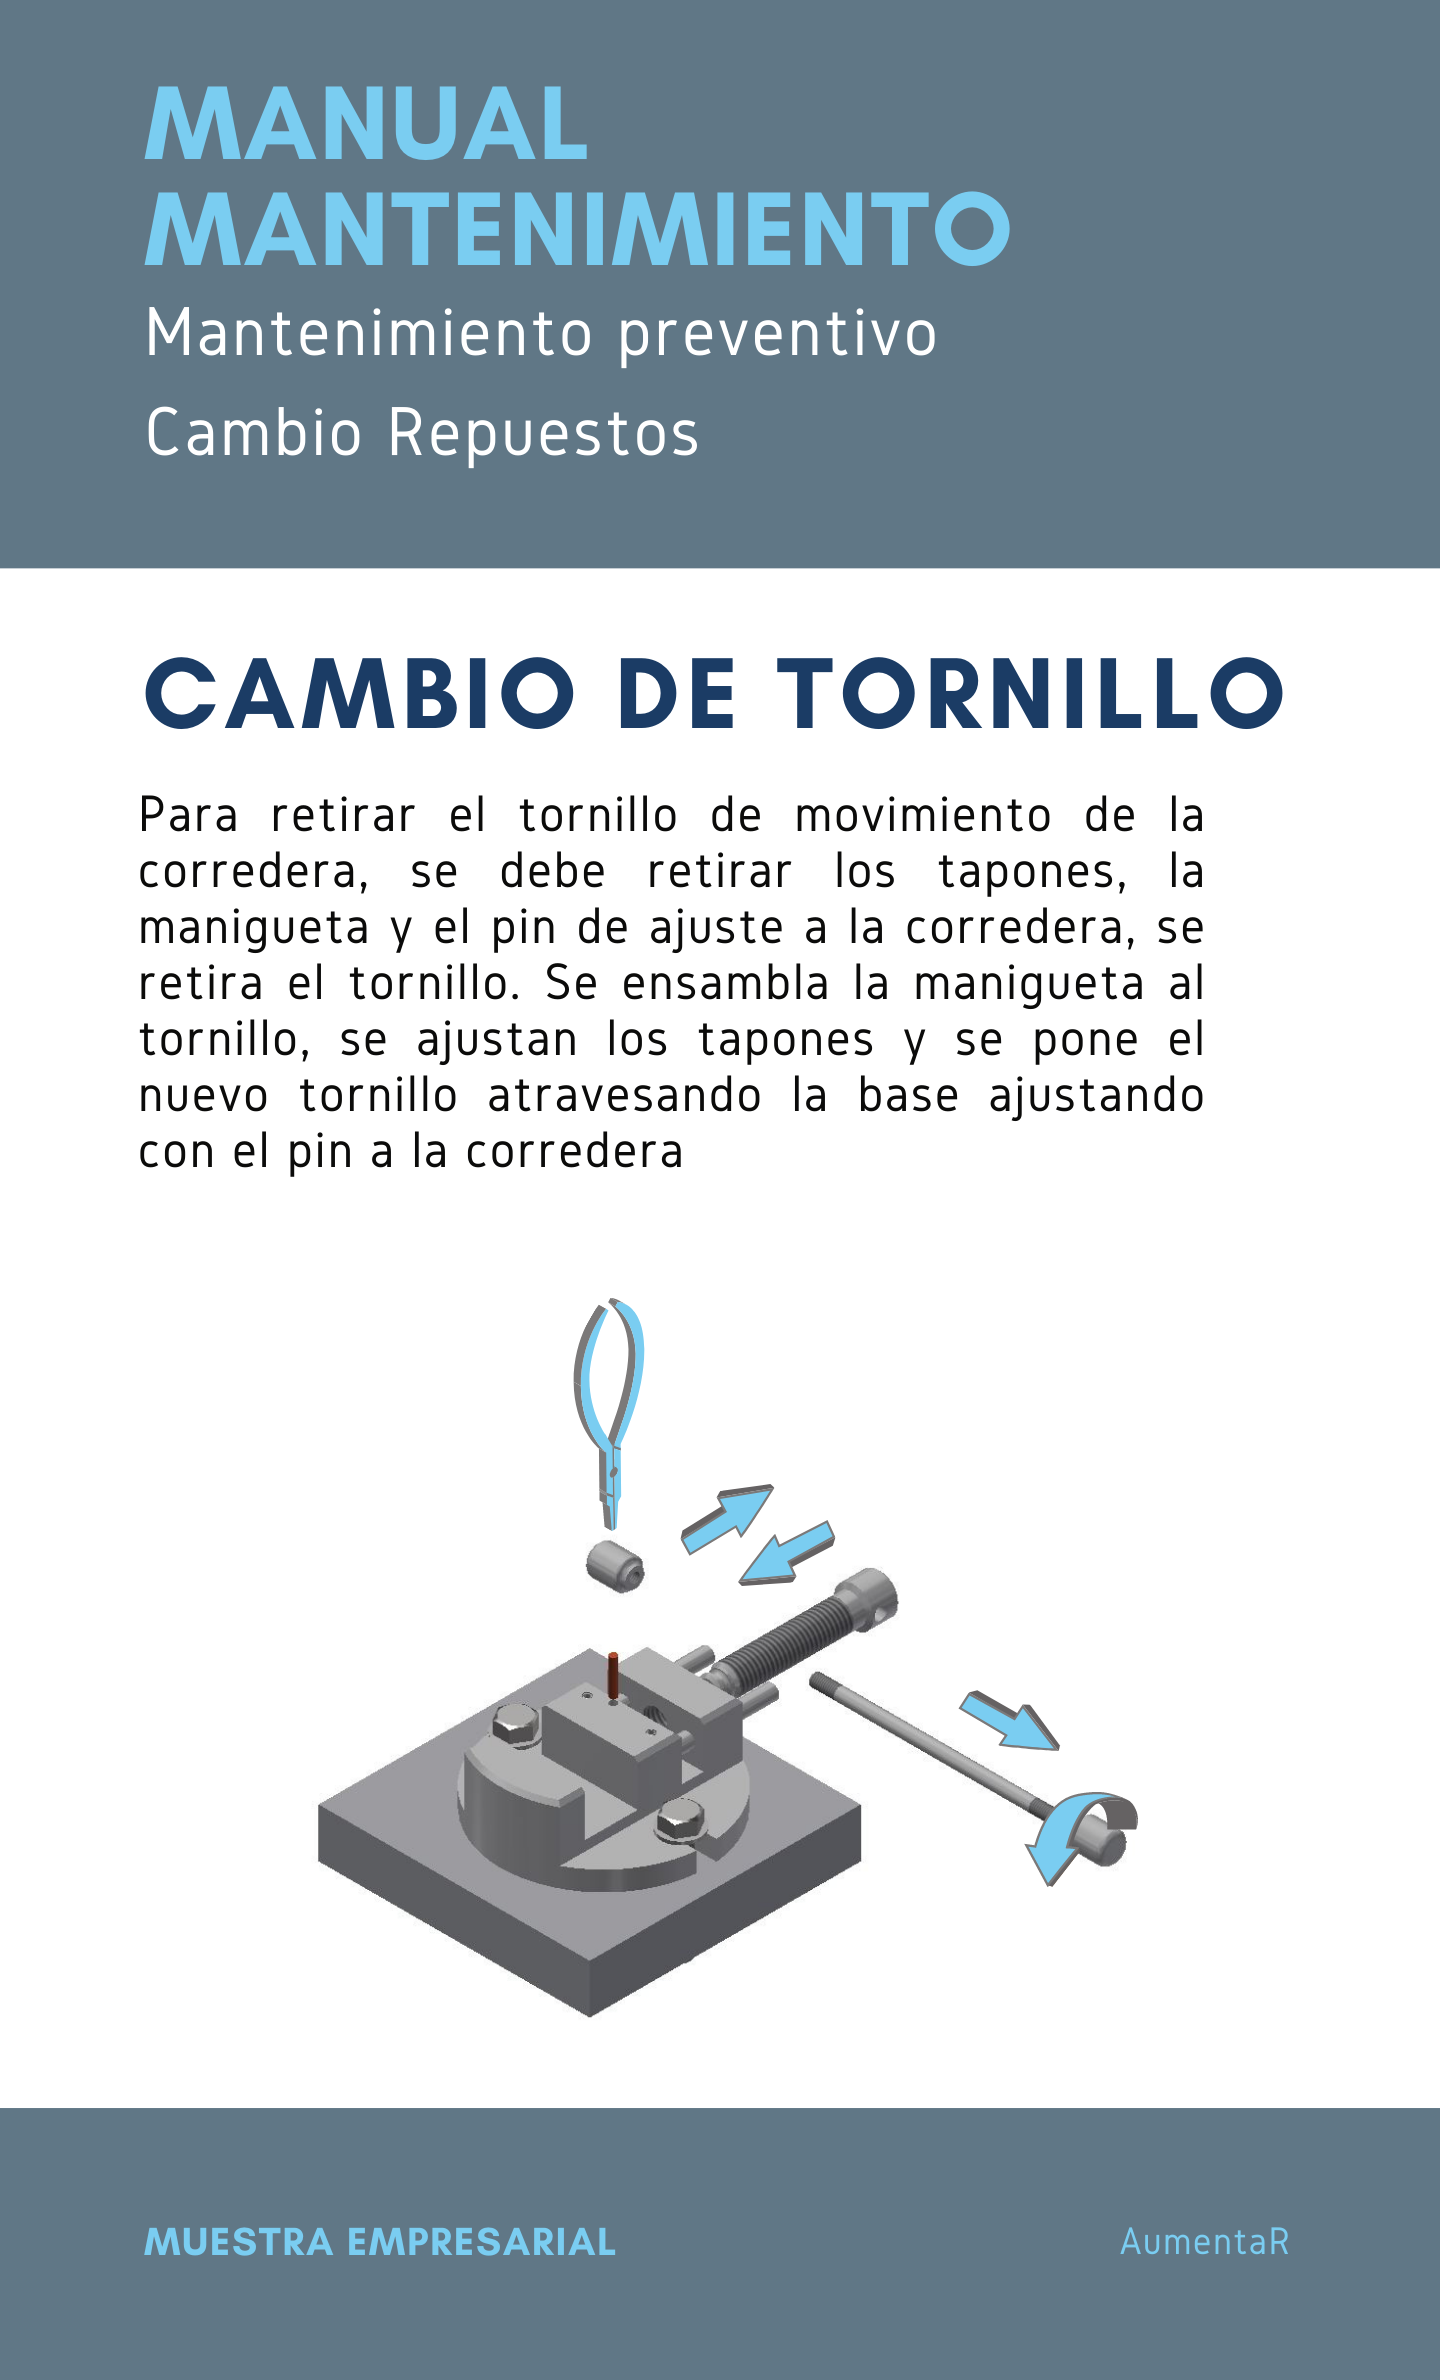 MANUAL
MANTENIMIENTO
Mantenimiento preventivo
Cambio Repuestos
CAMBIO DE TORNILLO
Para retirar el tornillo de movimiento de la
corredera, se debe retirar los tapones, la
manigueta y el pin de ajuste a la corredera, se
retira el tornillo. Se ensambla la manigueta al
tornillo, se ajustan los tapones y se pone el
nuevo tornillo atravesando la base ajustando
con el pin a la corredera
MUESTRA EMPRESARIAL
AumentaR